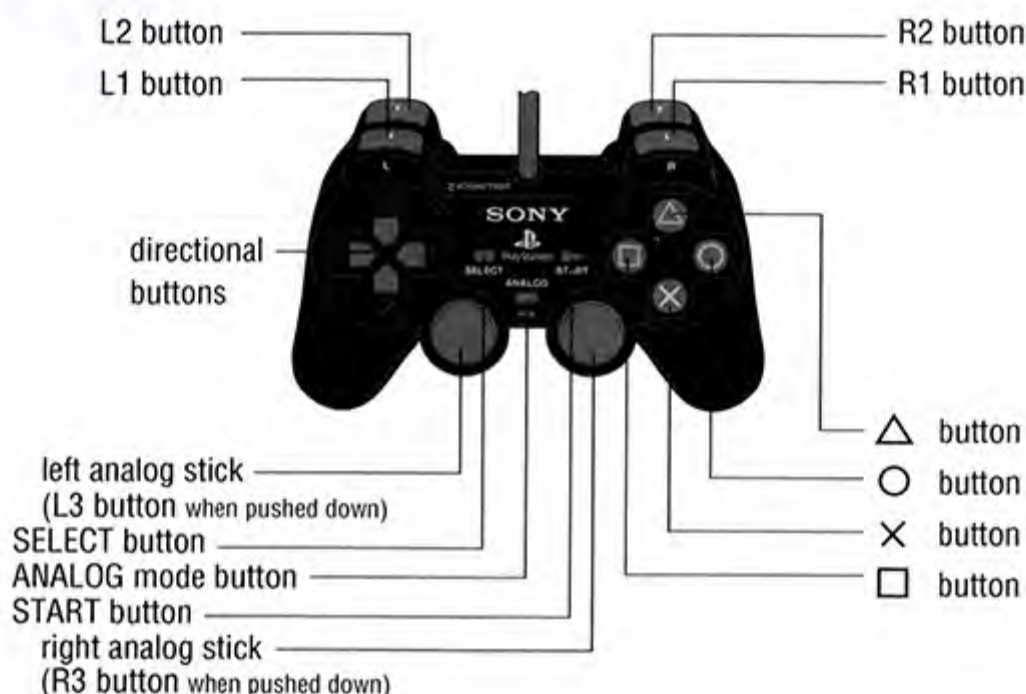 L2 button
L1 button
R2 button
R1 button
L
R
SONY
PlayStation
SELECT
START
ANALOG
directional
buttons
△ button
○ button
✕ button
□ button
left analog stick
(L3 button when pushed down)
SELECT button
ANALOG mode button
START button
right analog stick
(R3 button when pushed down)